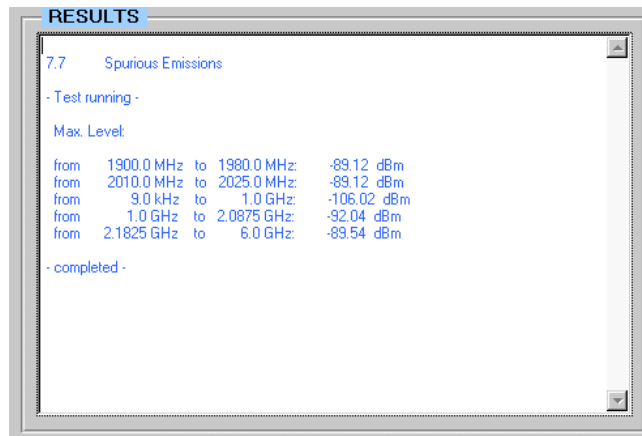 RESULTS
7.7 Spurious Emissions
- Test running -
Max. Level:
from 1900.0 MHz to 1980.0 MHz: -89.12 dBm
from 2010.0 MHz to 2025.0 MHz: -89.12 dBm
from 9.0 kHz to 1.0 GHz: -106.02 dBm
from 1.0 GHz to 2.0875 GHz: -92.04 dBm
from 2.1825 GHz to 6.0 GHz: -89.54 dBm
- completed -